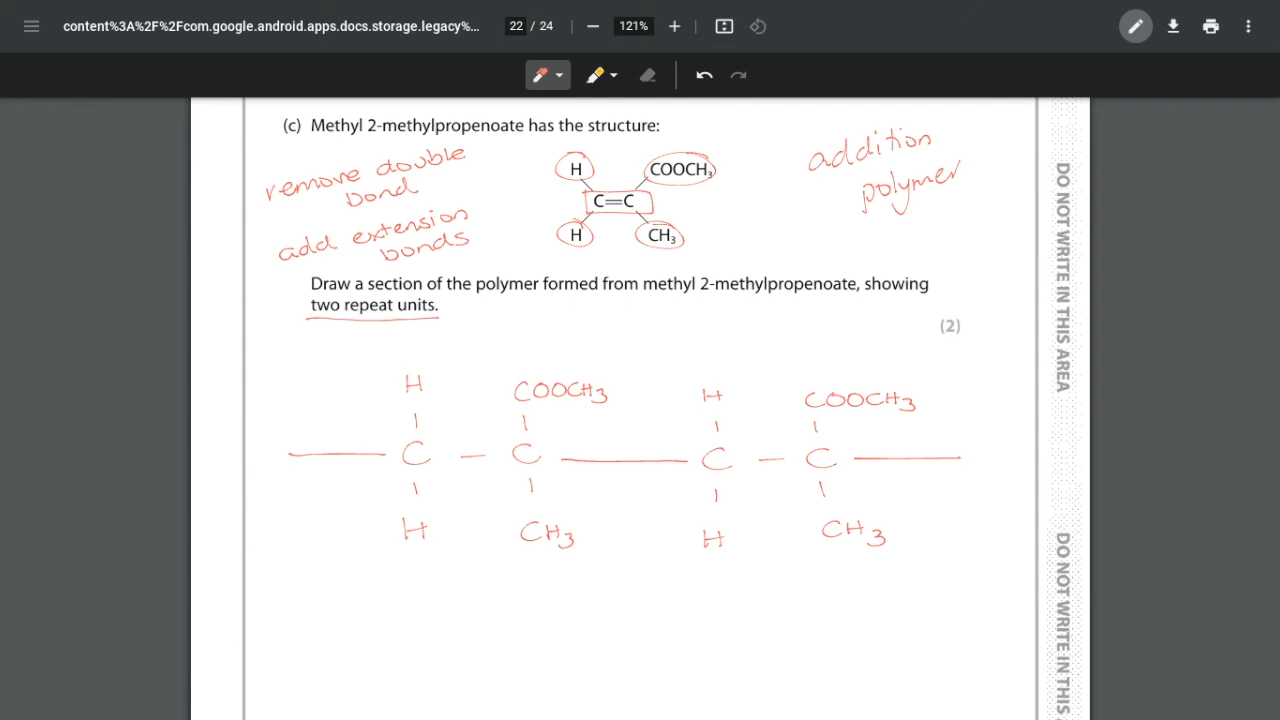 content%3A%2F%2Fcom.google.android.apps.docs.storage.legacy%... 22 / 24 121%
(c) Methyl 2-methylpropenoate has the structure:
remove double
bond
add extension
bonds
H COOCH3
C=C
H CH3
addition
polymer
Draw a section of the polymer formed from methyl 2-methylpropenoate, showing
two repeat units.
(2)
H COOCH3 H COOCH3
C - C C - C
H CH3 H CH3
DO NOT WRITE IN THIS AREA
DO NOT WRITE IN THIS